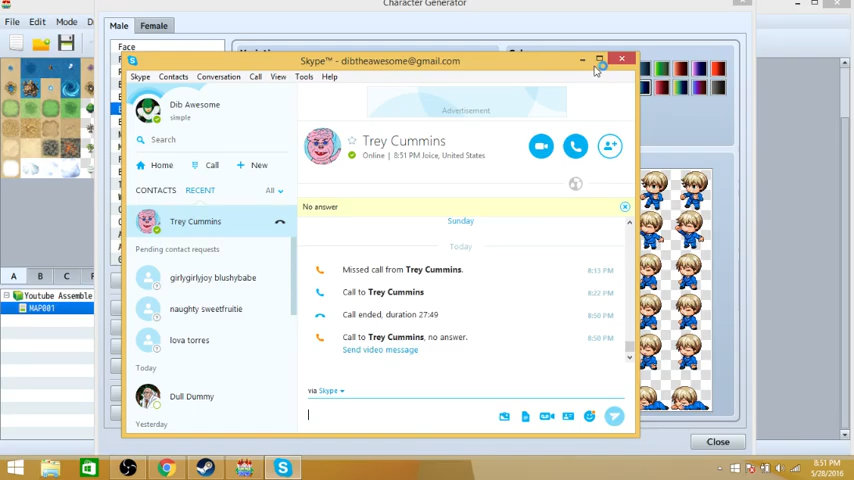 Character Generator
File Edit Mode
Male Female
Face
Skype™ - dibtheawesome@gmail.com
Skype Contacts Conversation Call View Tools Help
Dib Awesome
simple
Advertisement
Trey Cummins
Online | 8:51 PM Joice, United States
Search
Home Call New
CONTACTS RECENT All
No answer
Trey Cummins
Sunday
Today
Pending contact requests
Missed call from Trey Cummins. 8:13 PM
girlygirlyjoy blushybabe
Call to Trey Cummins 8:22 PM
naughty sweetfruitie
Call ended, duration 27:49 8:50 PM
Call to Trey Cummins, no answer. 8:50 PM
lova torres
Send video message
Today
via Skype
Dull Dummy
Yesterday
A B C
Youtube Assemble
MAP001
Close
8:51 PM
5/28/2016